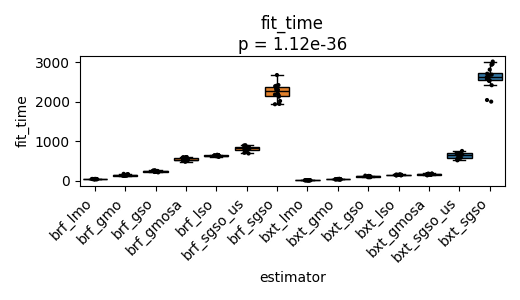 fit_time
p = 1.12e-36
fit_time
3000
2000
1000
0
brf_lmo
brf_gmo
brf_gso
brf_gmosa
brf_lso
brf_sgso_us
brf_sgso
bxt_lmo
bxt_gmo
bxt_gso
bxt_lso
bxt_gmosa
bxt_sgso_us
bxt_sgso
estimator